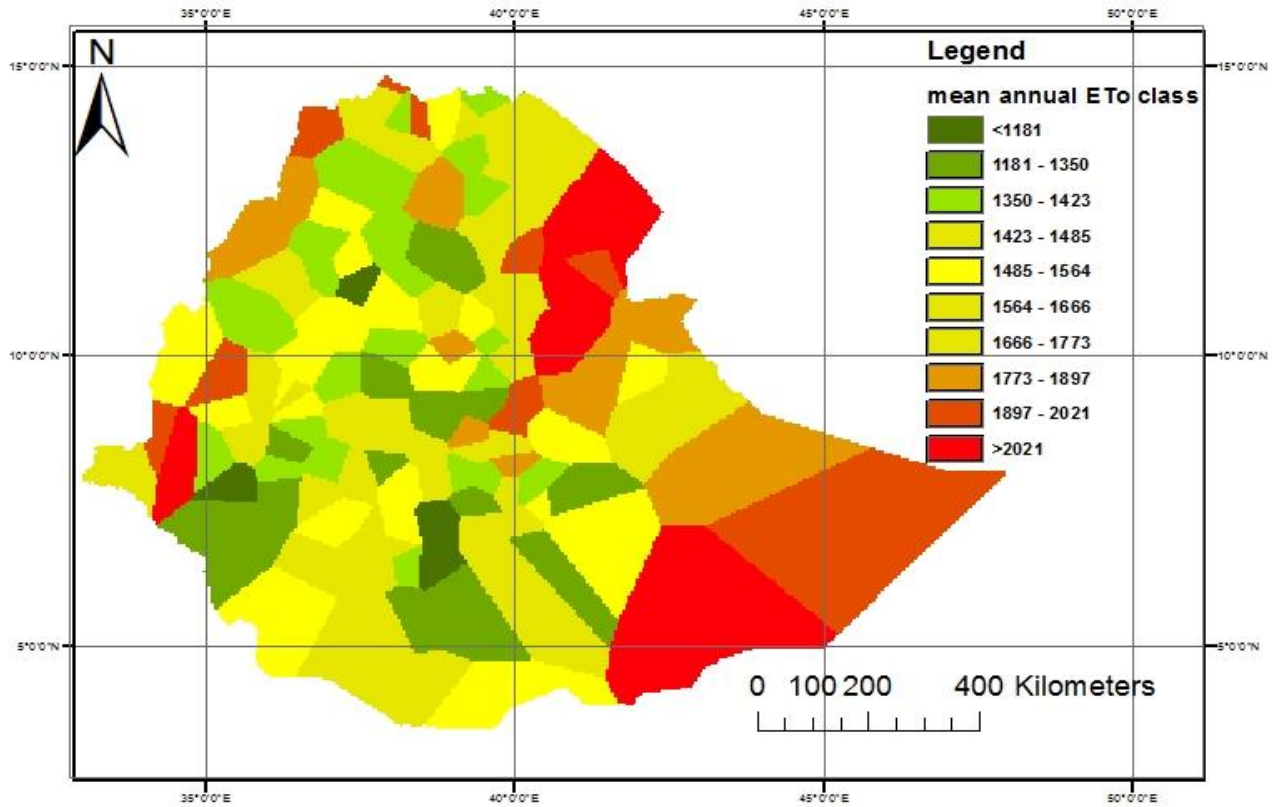 35°0'0"E 40°0'0"E 45°0'0"E 50°0'0"E
N
Legend
15°0'0"N 15°0'0"N
mean annual ETo class
<1181
1181 - 1350
1350 - 1423
1423 - 1485
1485 - 1564
1564 - 1666
1666 - 1773
10°0'0"N 10°0'0"N
1773 - 1897
1897 - 2021
>2021
5°0'0"N 5°0'0"N
0 100 200 400 Kilometers
35°0'0"E 40°0'0"E 45°0'0"E 50°0'0"E